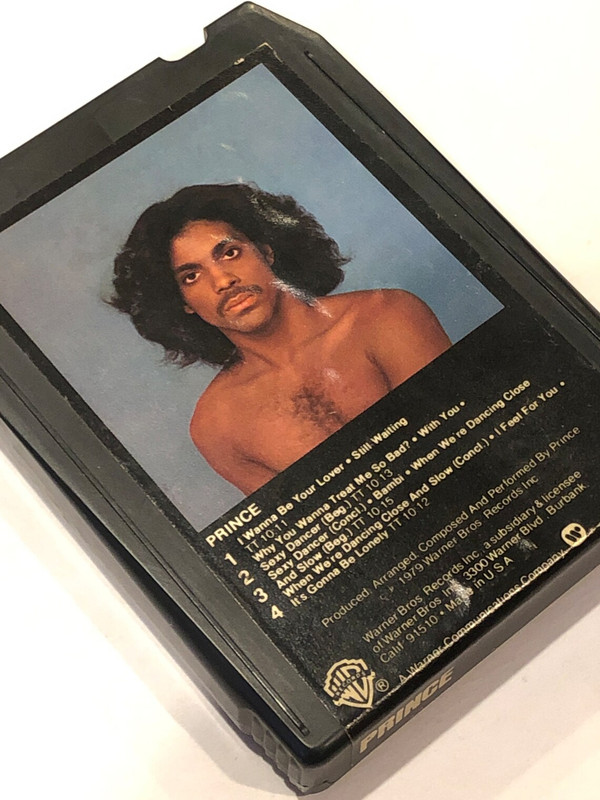 PRINCE
1 I Wanna Be Your Lover • Still Waiting
TT 10:11
2 Why You Wanna Treat Me So Bad? • With You •
Sexy Dancer (Beg.) TT 10:13
3 Sexy Dancer (Concl.) • Bambi • When We're Dancing Close
And Slow (Beg.) TT 10:15
4 When We're Dancing Close And Slow (Concl.) • I Feel For You •
It's Gonna Be Lonely TT 10:12
Produced, Arranged, Composed And Performed By Prince
1979 Warner Bros. Records Inc.
Warner Bros. Records Inc., a subsidiary & licensee
of Warner Bros. Inc., 3300 Warner Blvd., Burbank,
Calif. 91510 • Made in U.S.A.
A Warner Communications Company
WB ®
PRINCE